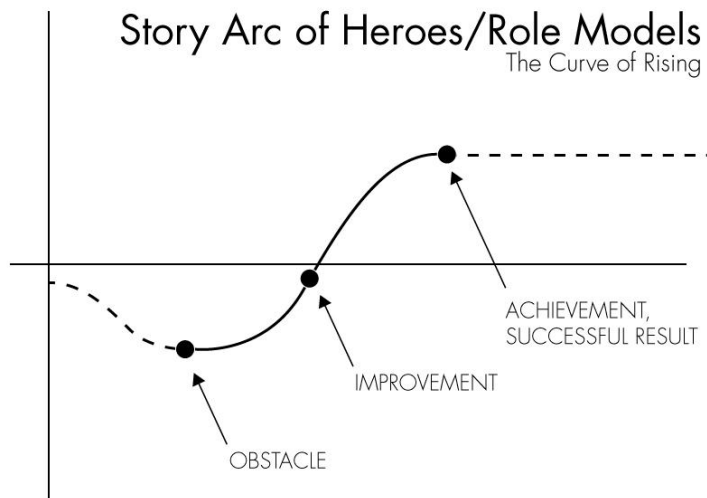 Story Arc of Heroes/Role Models
The Curve of Rising
ACHIEVEMENT,
SUCCESSFUL RESULT
IMPROVEMENT
OBSTACLE